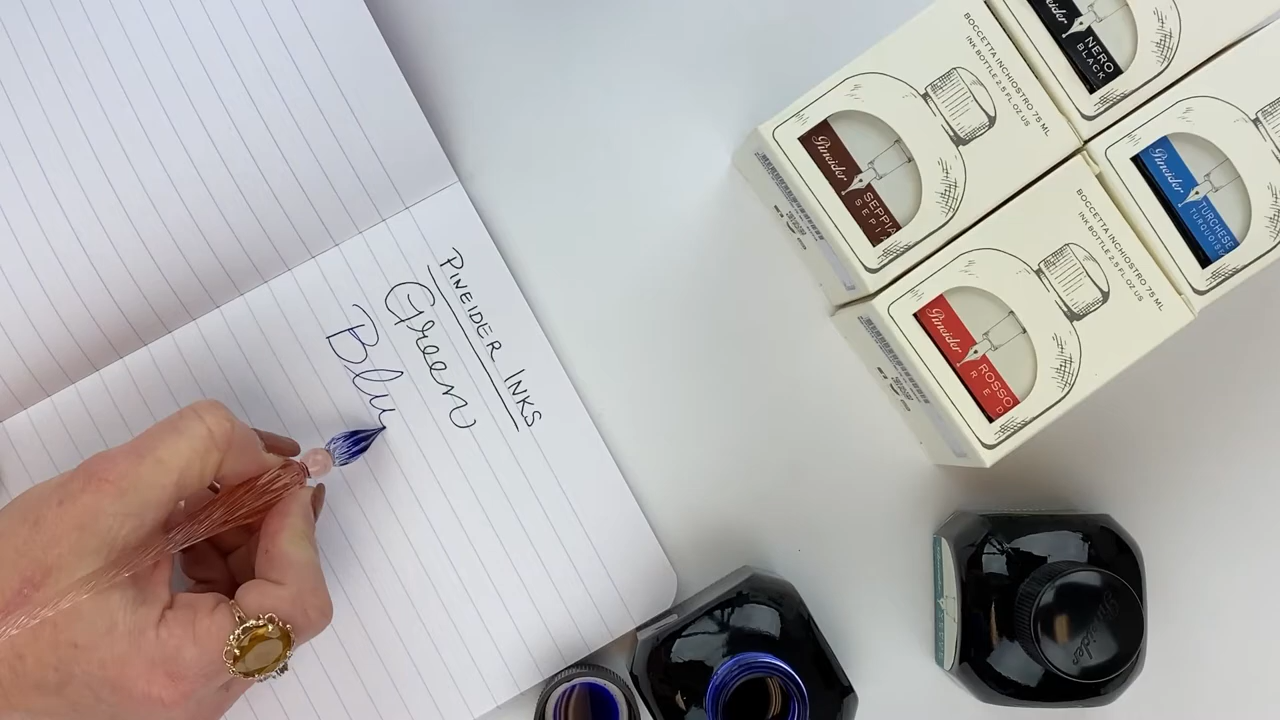 PINEIDER INKS
Green
Blu
BOCCETTA INCHIOSTRO 75 ML
INK BOTTLE 2.5 FL OZ US
Pineider
SEPPIA
SEPIA
Pineider
NERO
BLACK
BOCCETTA INCHIOSTRO 75 ML
INK BOTTLE 2.5 FL OZ US
Pineider
ROSSO
RED
Pineider
TURCHESE
TURQUOISE
Pineider